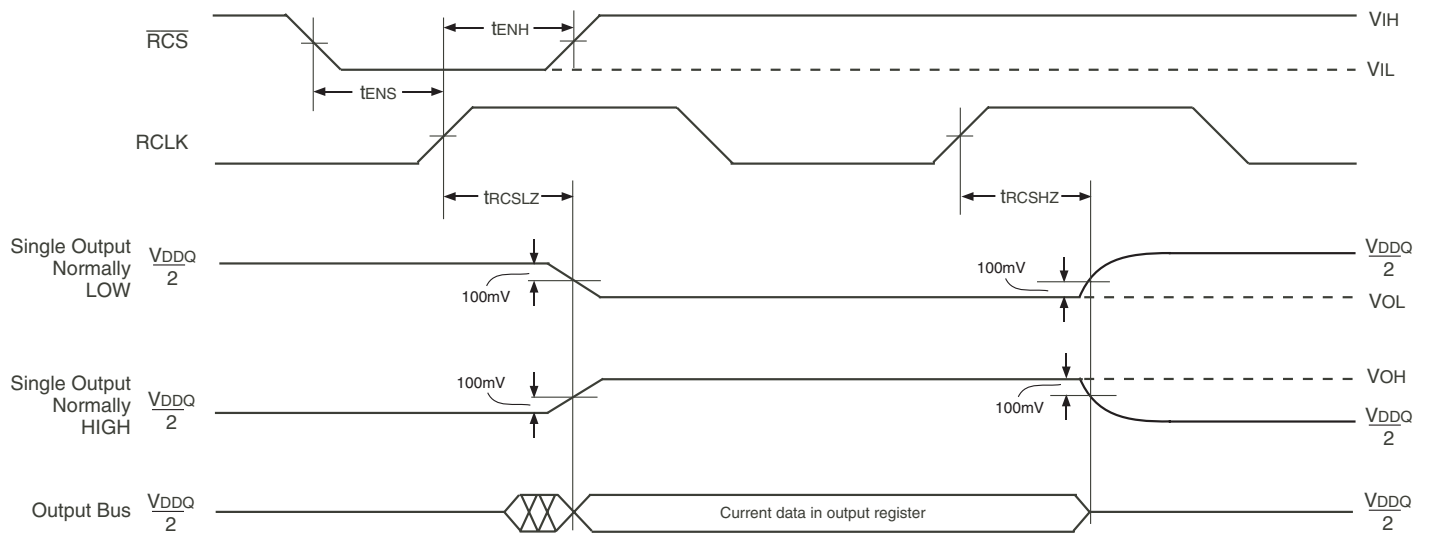 RCS
tENH
VIH
VIL
tENS
RCLK
tRCSLZ
tRCSHZ
Single Output
Normally
LOW
VDDQ
2
100mV
100mV
VDDQ
2
VOL
Single Output
Normally
HIGH
VDDQ
2
100mV
100mV
VOH
VDDQ
2
Output Bus
VDDQ
2
Current data in output register
VDDQ
2